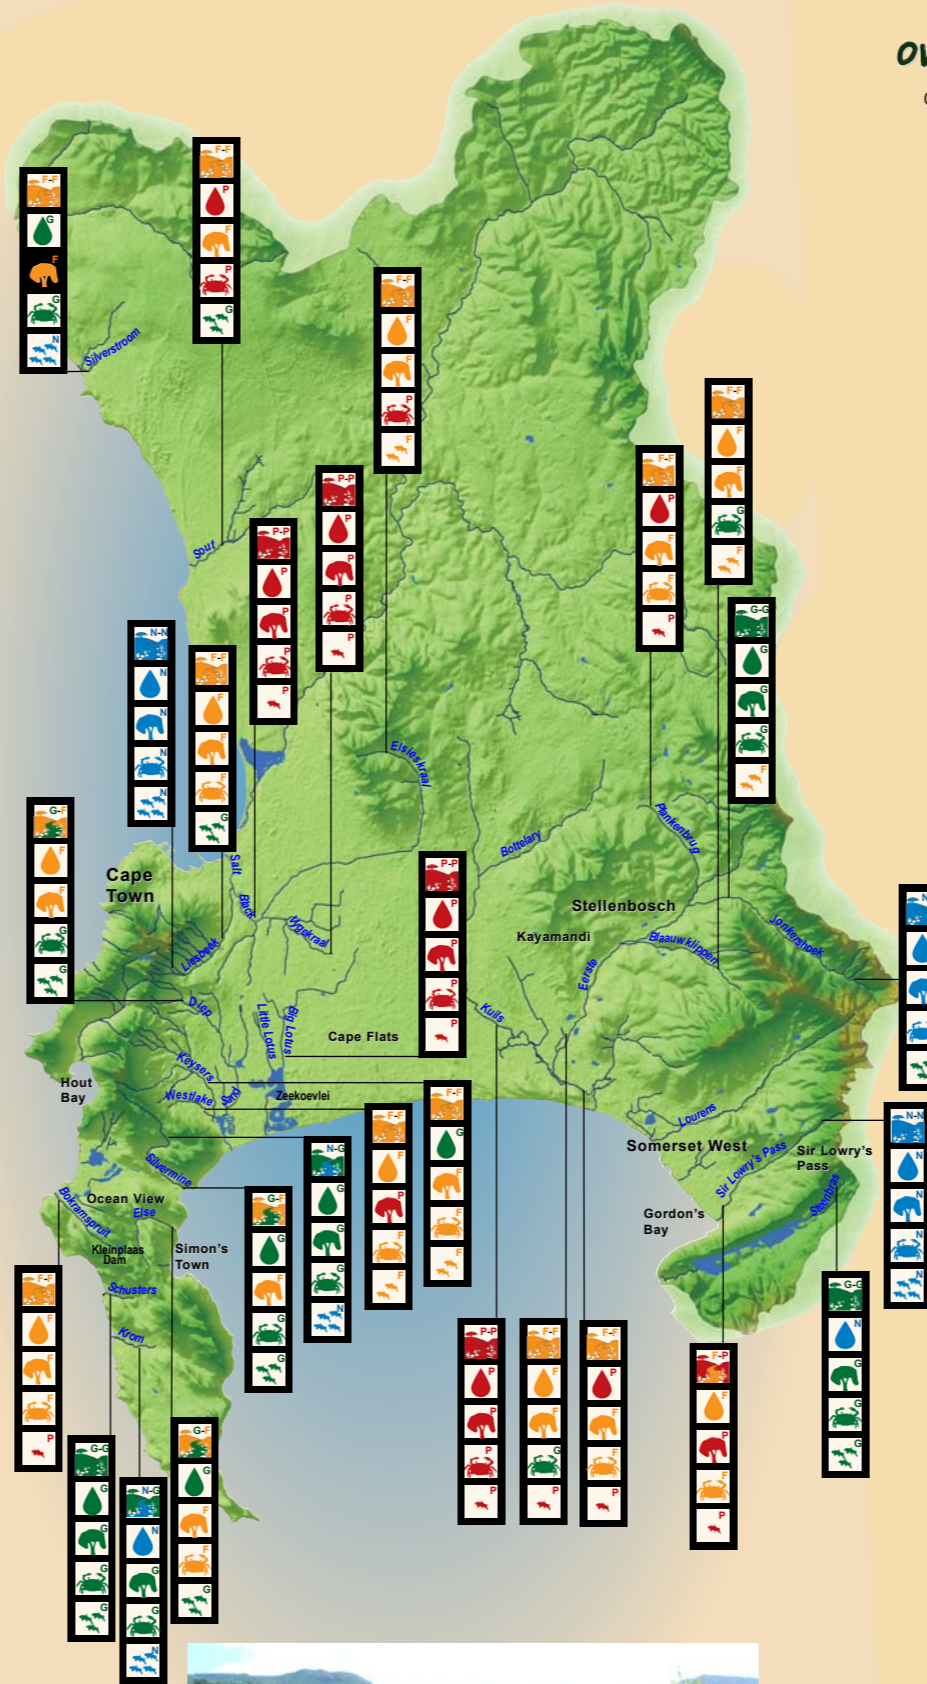 F-F
P
F
P
G
F-F
G
F
G
N
Silverstroom
F-F
F
F
P
F
F-F
F
F
G
F
F-F
P
F
F
P
P-P
P
P
P
P
P-P
P
P
P
P
Sout
G-G
G
G
G
F
N-N
N
N
N
N
F-F
F
F
F
G
Elsieskraal
G-F
F
F
G
G
Plankenbrug
Bottelary
P-P
P
P
P
P
Salt
Cape
Town
Black
Vygekraal
Liesbeek
Stellenbosch
Kayamandi
Blaauwklippen
Jonkershoek
Eerste
Diep
Little Lotus
Big Lotus
Kuils
Cape Flats
Keysers
Hout
Bay
Westlake
Sand
Zeekoevlei
Lourens
F-F
G
F
F
F
F-F
F
P
F
F
N-N
N
N
N
N
N-G
G
G
G
N
Somerset West
Sir Lowry's Pass
Sir Lowry's
Pass
Silvermine
Steenbras
G-F
G
F
G
G
Ocean View
Bokramspruit
Else
Gordon's
Bay
Kleinplaas
Dam
Simon's
Town
F-F
F
F
F
P
Schusters
Krom
G-G
N
G
G
G
P-P
P
P
P
P
F-F
F
F
G
P
F-F
P
F
F
P
F-P
F
P
F
P
G-F
G
F
F
G
G-G
G
G
G
G
N-G
N
G
G
N